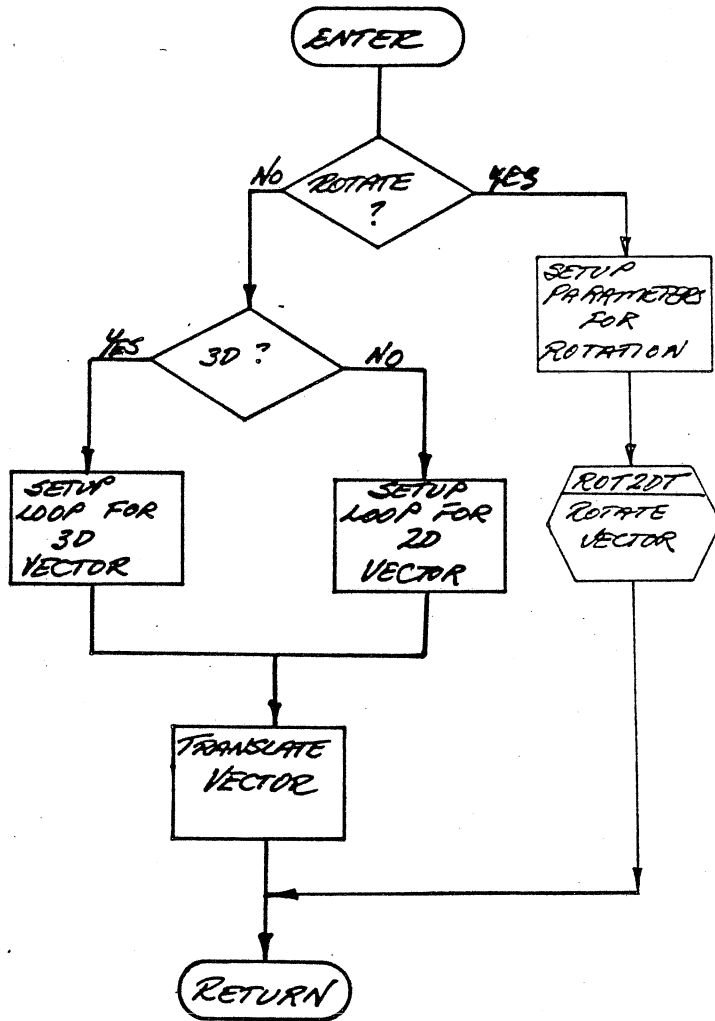 ENTER
ROTATE
?
NO
YES
SETUP
PARAMETERS
FOR
ROTATION
3D ?
YES
NO
SETUP
LOOP FOR
3D
VECTOR
SETUP
LOOP FOR
2D
VECTOR
ROT2DT
ROTATE
VECTOR
TRANSLATE
VECTOR
RETURN